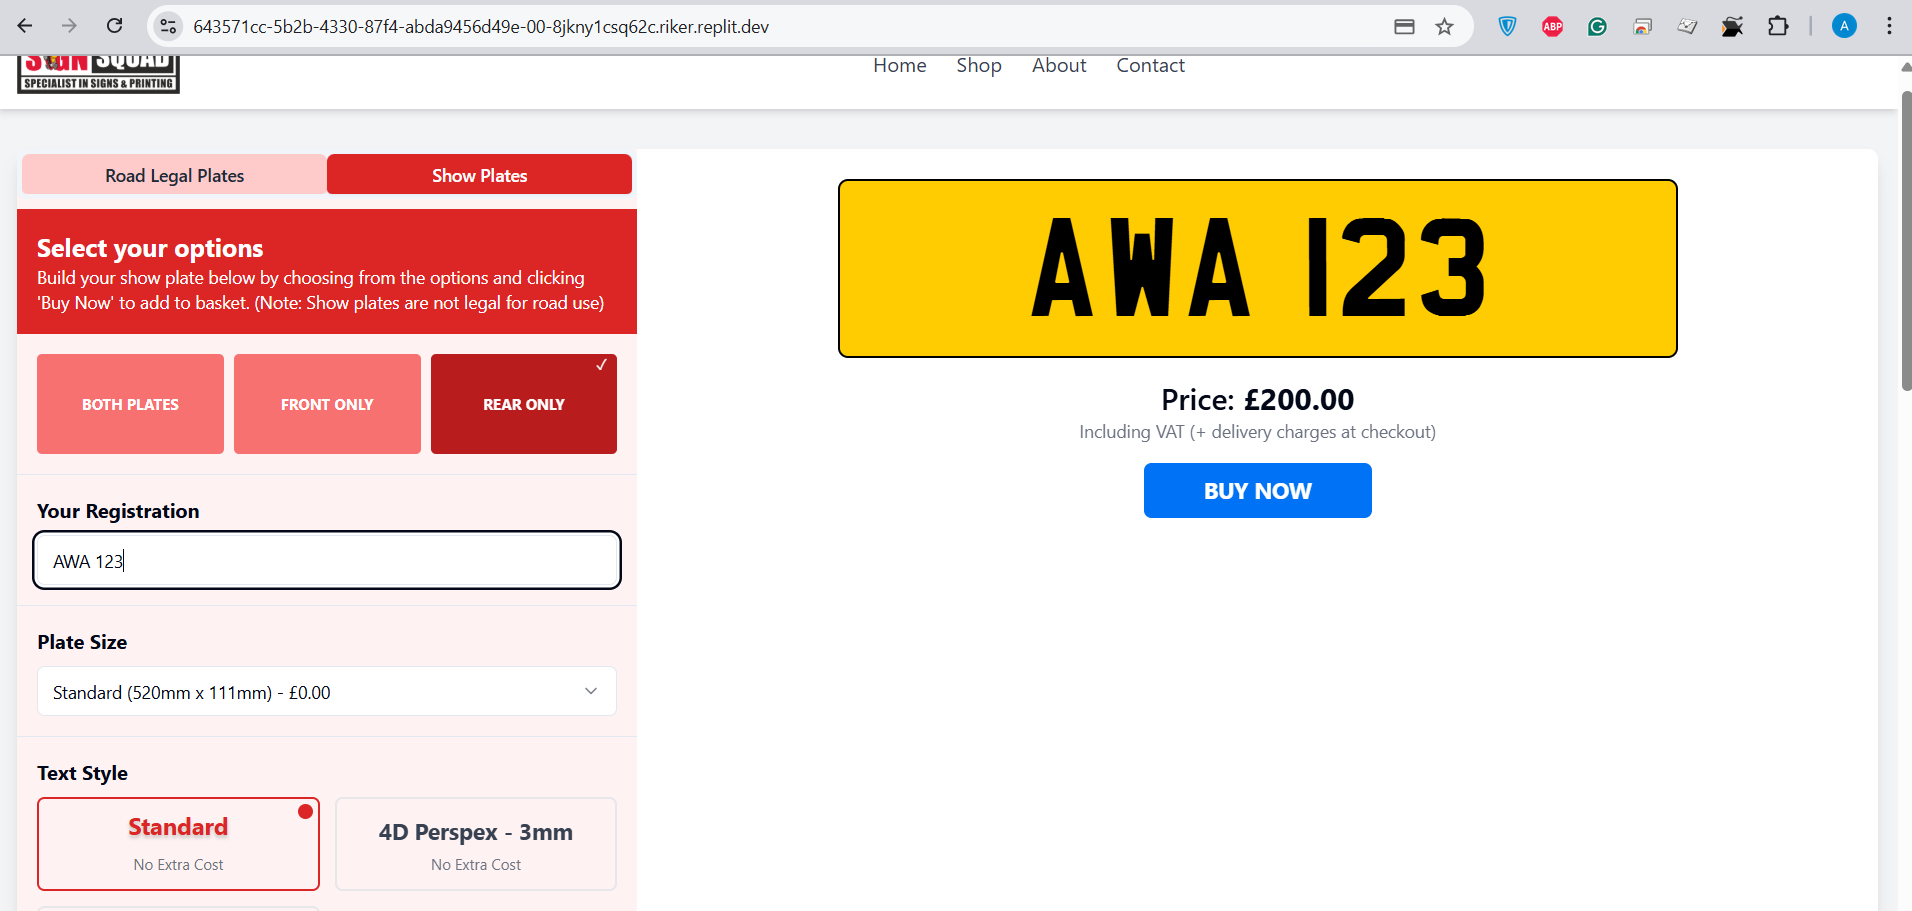 643571cc-5b2b-4330-87f4-abda9456d49e-00-8jkny1csq62c.riker.replit.dev
ABP
A
SIGN SQUAD
SPECIALIST IN SIGNS & PRINTING
Home Shop About Contact
Road Legal Plates Show Plates
Select your options
Build your show plate below by choosing from the options and clicking
'Buy Now' to add to basket. (Note: Show plates are not legal for road use)
BOTH PLATES FRONT ONLY REAR ONLY
Your Registration
AWA 123
Plate Size
Standard (520mm x 111mm) - £0.00
Text Style
Standard
No Extra Cost
4D Perspex - 3mm
No Extra Cost
AWA 123
Price: £200.00
Including VAT (+ delivery charges at checkout)
BUY NOW